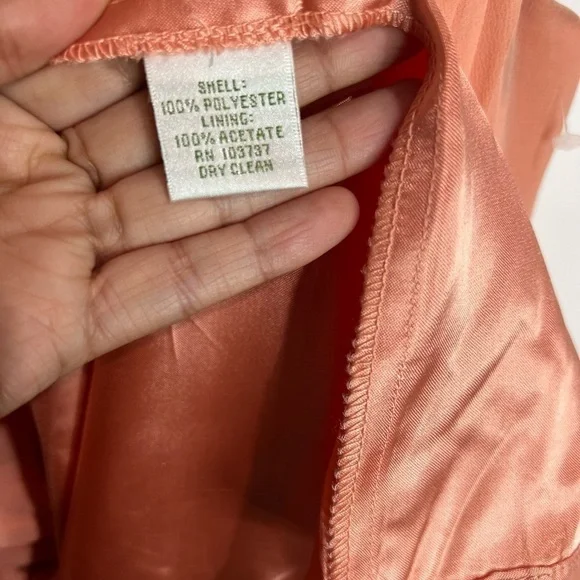 SHELL:
100% POLYESTER
LINING:
100% ACETATE
RN 103737
DRY CLEAN